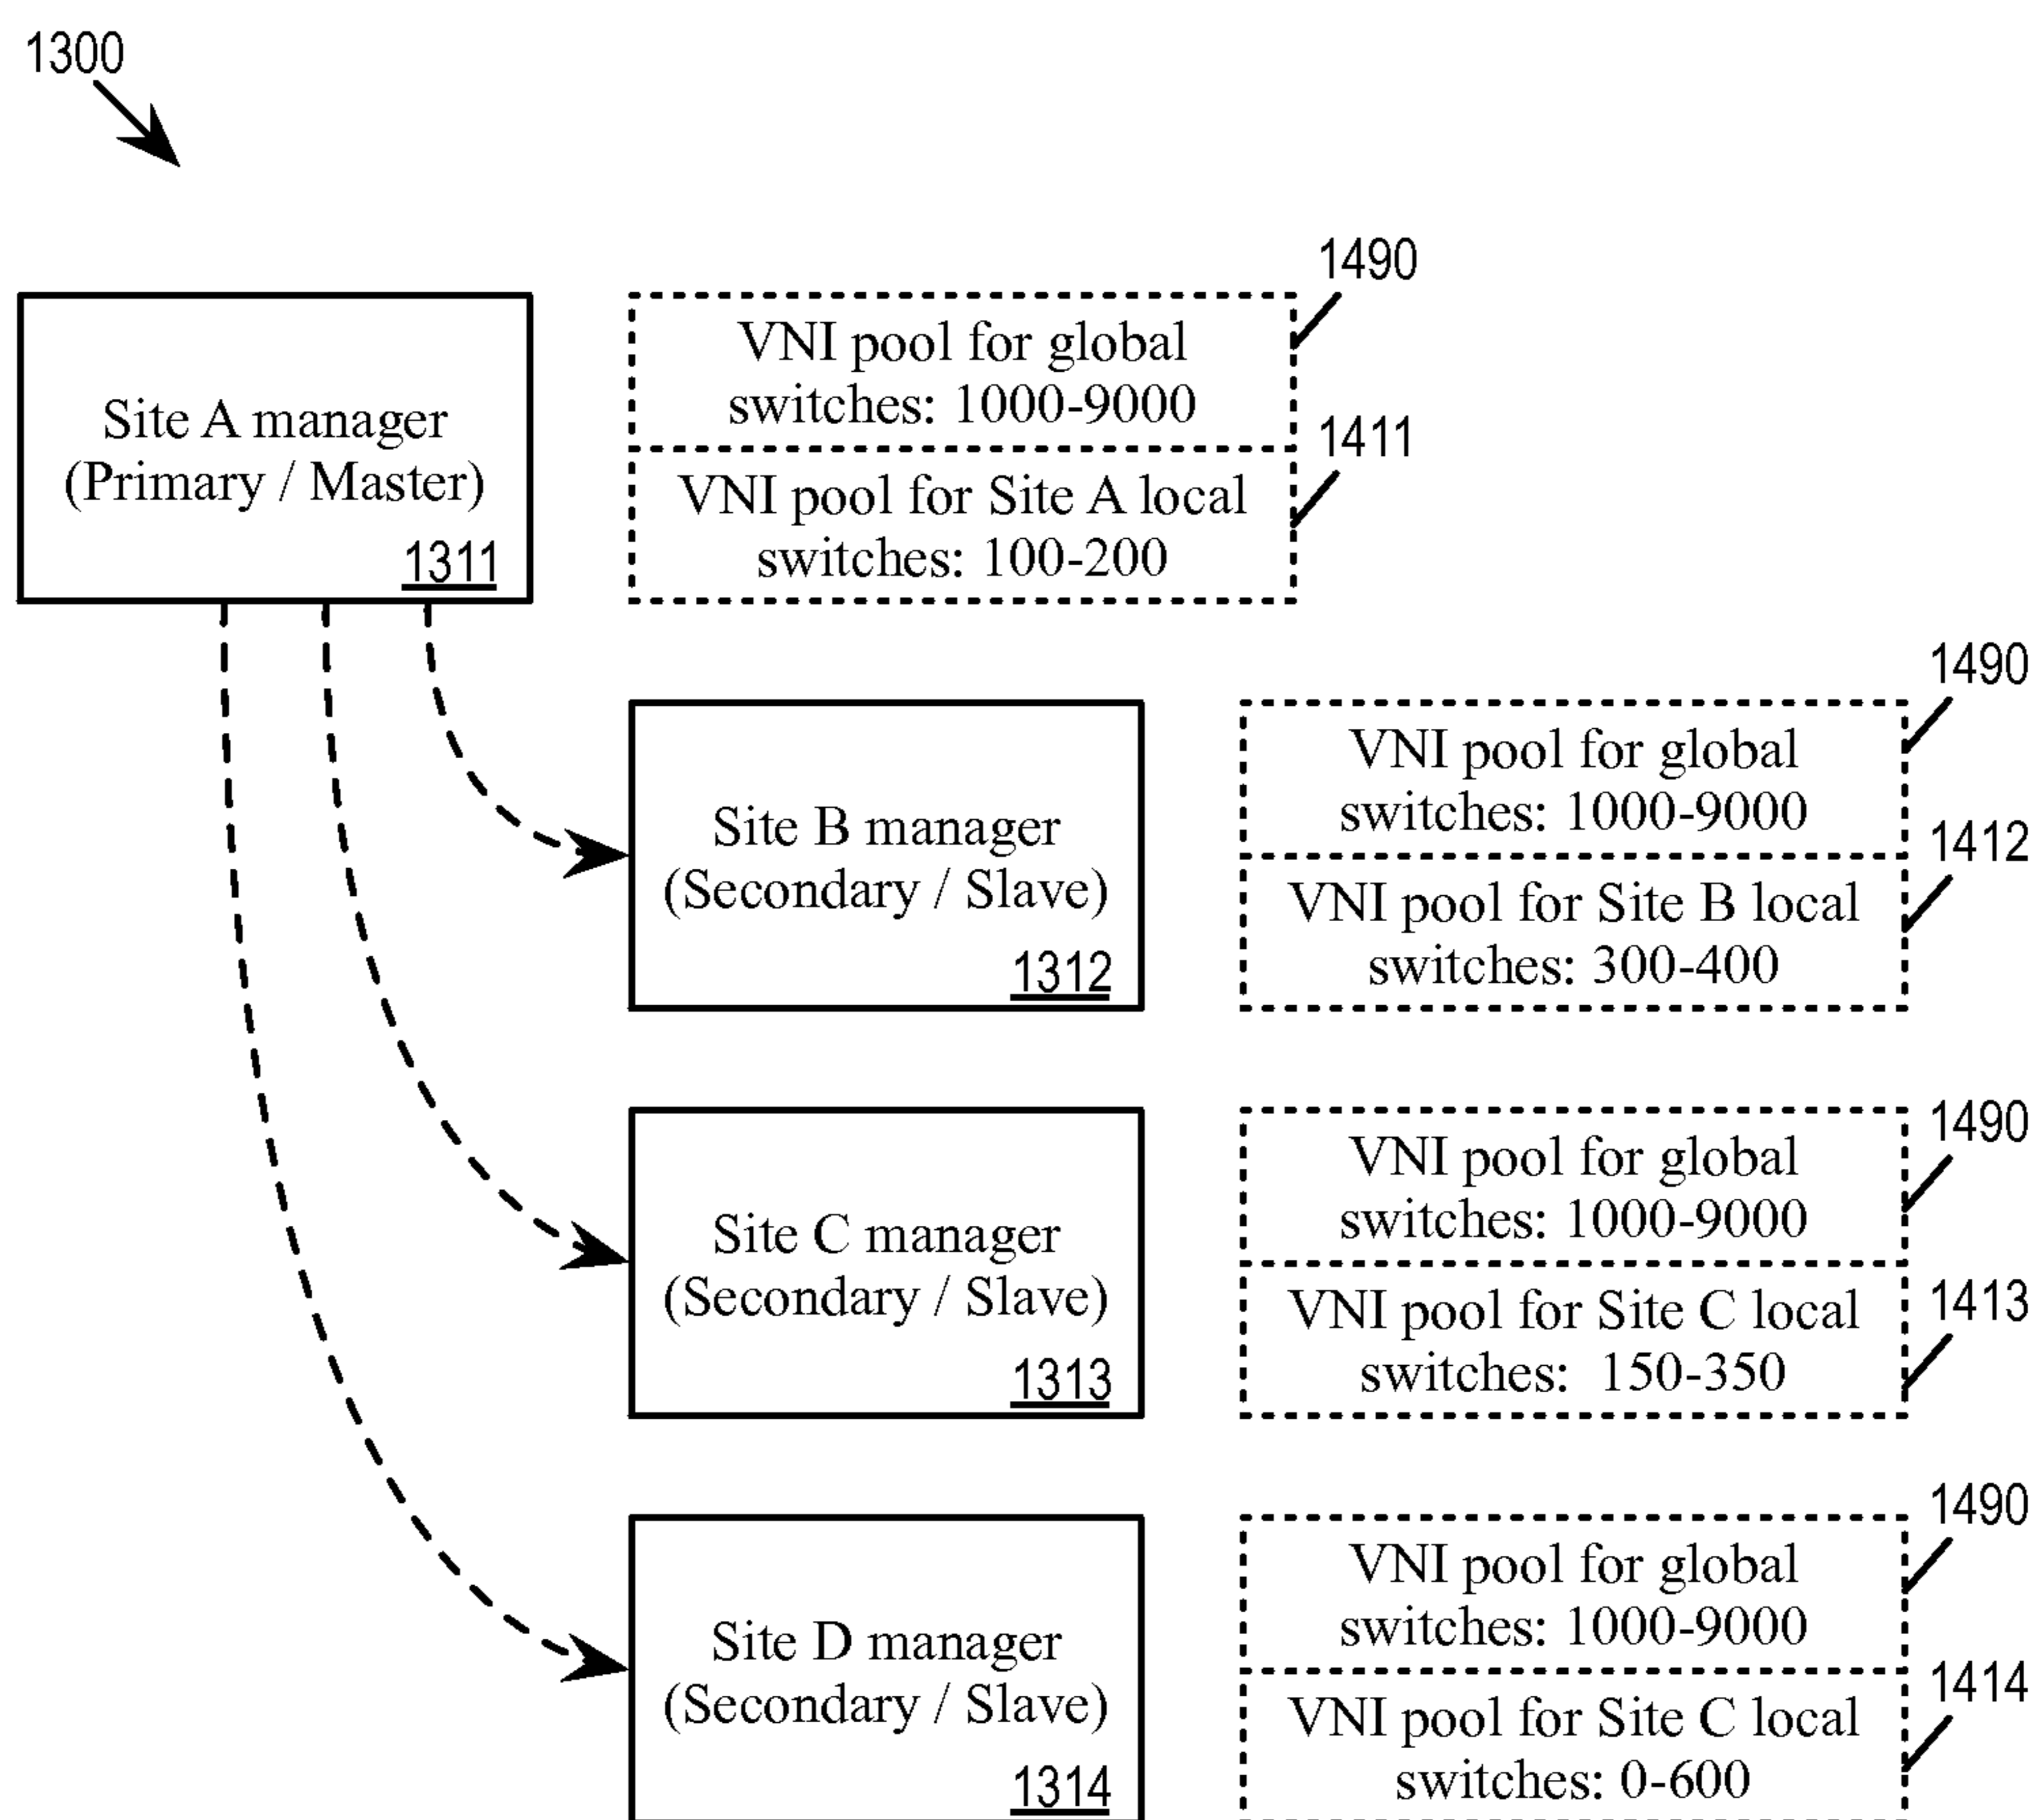 1300
1490
VNI pool for global
switches: 1000-9000
1411
Site A manager
(Primary / Master)
1311
VNI pool for Site A local
switches: 100-200
1490
VNI pool for global
switches: 1000-9000
1412
Site B manager
(Secondary / Slave)
1312
VNI pool for Site B local
switches: 300-400
1490
VNI pool for global
switches: 1000-9000
1413
Site C manager
(Secondary / Slave)
1313
VNI pool for Site C local
switches: 150-350
1490
VNI pool for global
switches: 1000-9000
1414
Site D manager
(Secondary / Slave)
1314
VNI pool for Site C local
switches: 0-600